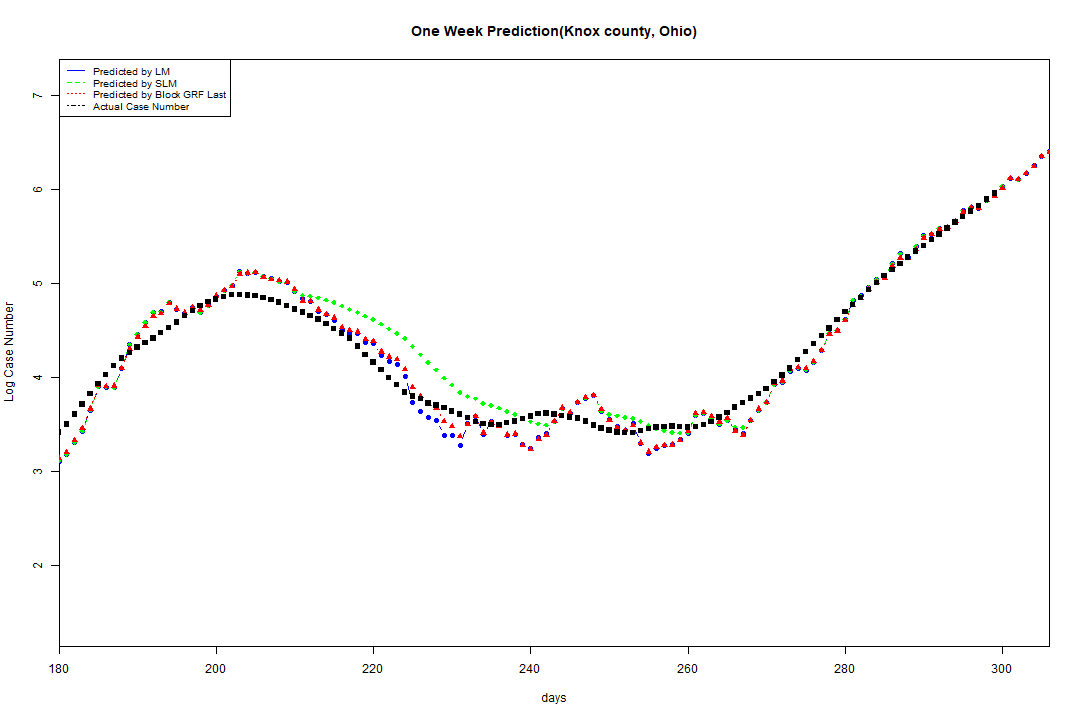 One Week Prediction(Knox county, Ohio)
Predicted by LM
Predicted by SLM
Predicted by Block GRF Last
Actual Case Number
7
6
5
4
3
2
Log Case Number
180 200 220 240 260 280 300
days